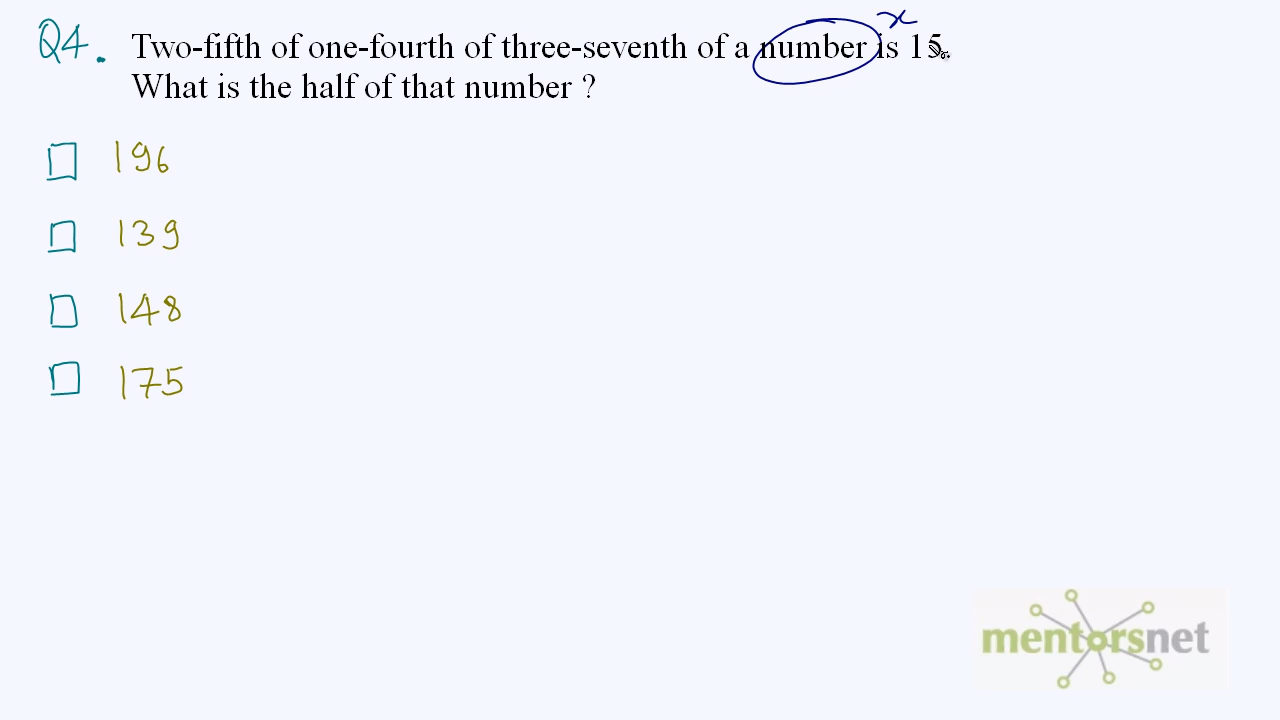 x
Q4. Two-fifth of one-fourth of three-seventh of a number is 15.
What is the half of that number ?
196
139
148
175
mentorsnet